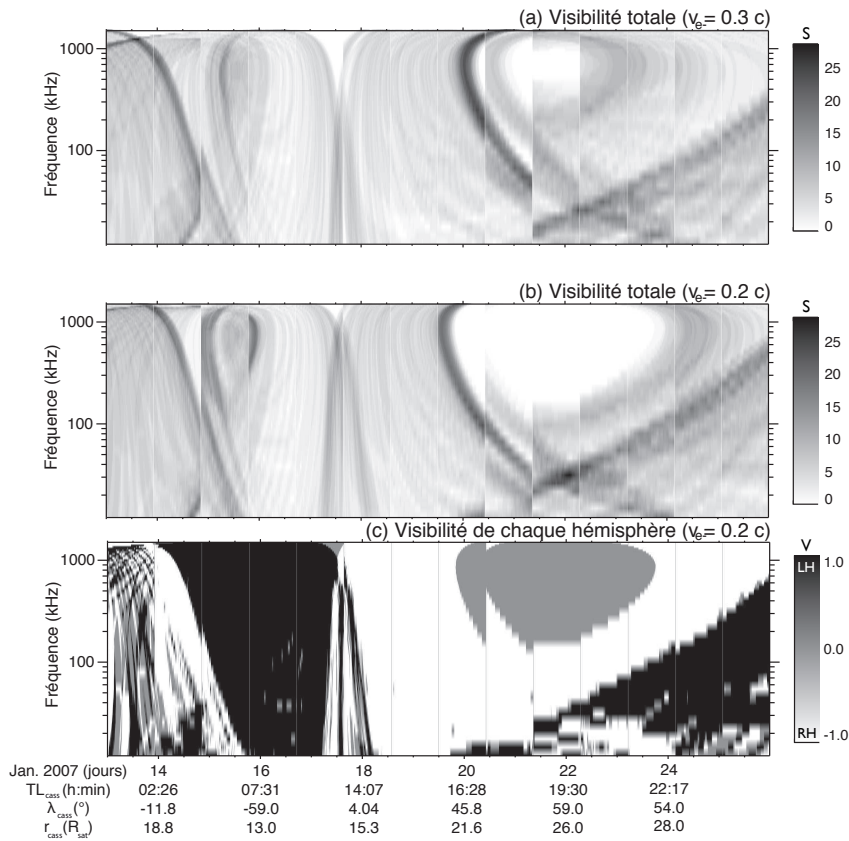 (a) Visibilité totale (ve-= 0.3 c)
S
Fréquence (kHz)
1000
100
25
20
15
10
5
0
(b) Visibilité totale (ve-= 0.2 c)
S
Fréquence (kHz)
1000
100
25
20
15
10
5
0
(c) Visibilité de chaque hémisphère (ve-= 0.2 c)
V
Fréquence (kHz)
1000
100
LH 1.0
0.0
RH -1.0
Jan. 2007 (jours) 14 16 18 20 22 24
TLcass(h:min) 02:26 07:31 14:07 16:28 19:30 22:17
λcass(°) -11.8 -59.0 4.04 45.8 59.0 54.0
rcass(Rsat) 18.8 13.0 15.3 21.6 26.0 28.0